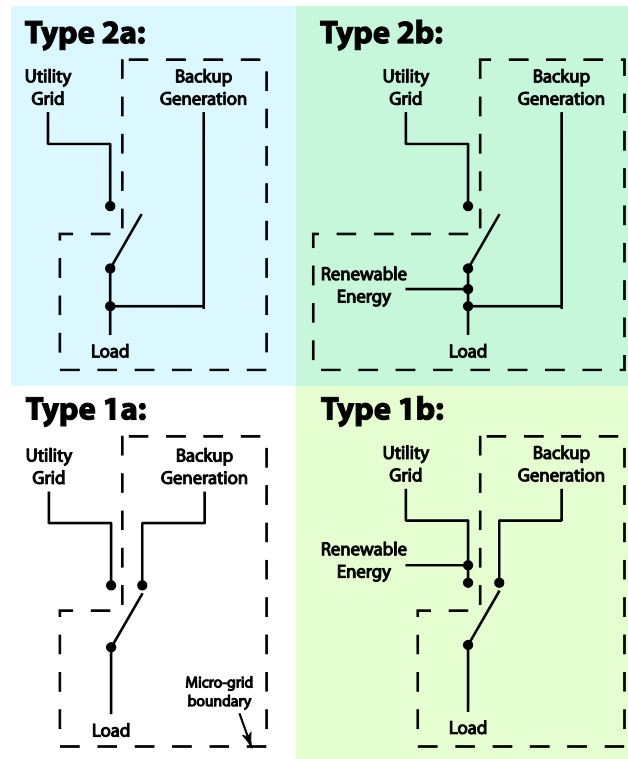 Type 2a:
Utility
Grid
Backup
Generation
Load
Type 2b:
Utility
Grid
Backup
Generation
Renewable
Energy
Load
Type 1a:
Utility
Grid
Backup
Generation
Micro-grid
boundary
Load
Type 1b:
Utility
Grid
Backup
Generation
Renewable
Energy
Load